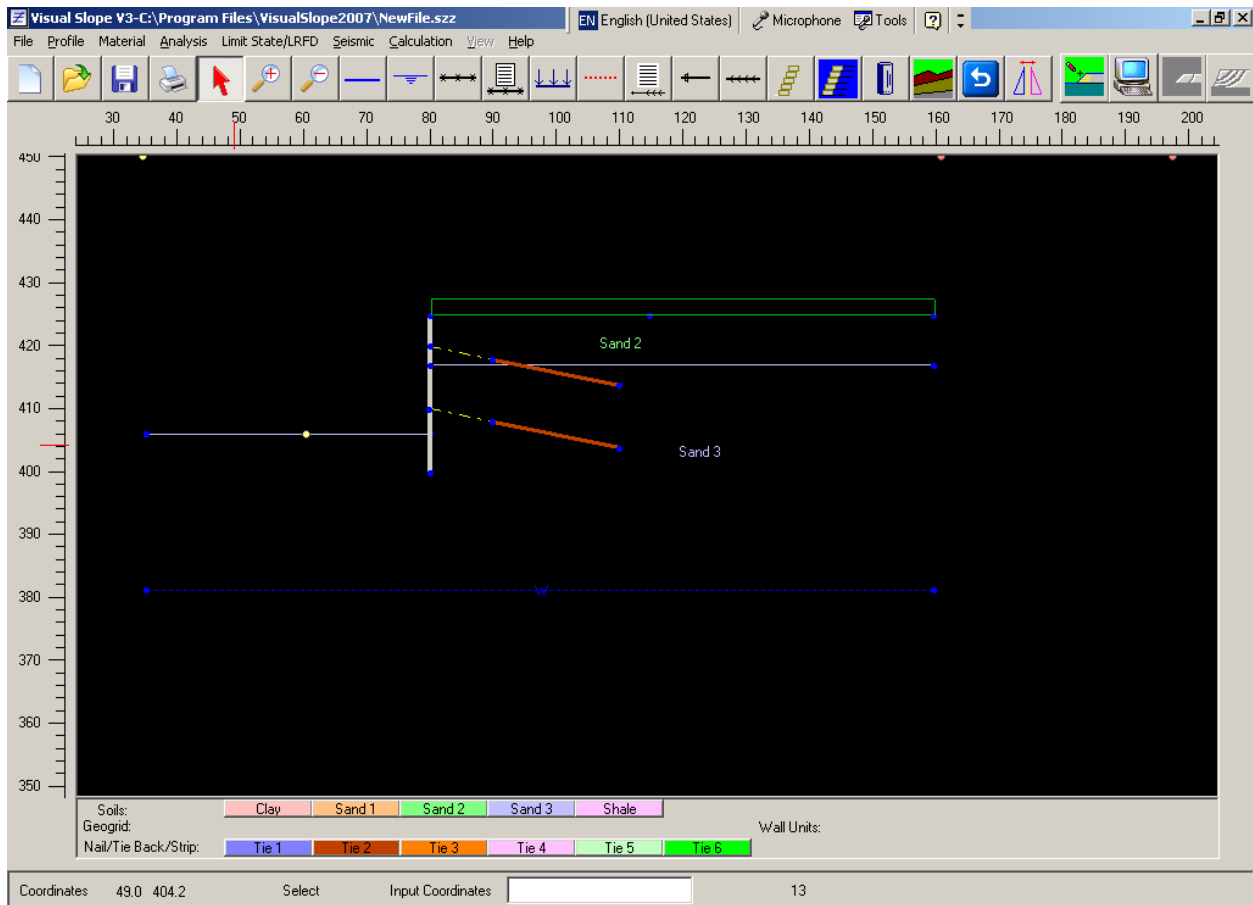 Visual Slope V3-C:\Program Files\VisualSlope2007\NewFile.szz EN English (United States) Microphone Tools
File Profile Material Analysis Limit State/LRFD Seismic Calculation View Help
30 40 50 60 70 80 90 100 110 120 130 140 150 160 170 180 190 200
450
440
430
420
410
400
390
380
370
360
350
Sand 2
Sand 3
W
Soils: Clay Sand 1 Sand 2 Sand 3 Shale
Geogrid: Wall Units:
Nail/Tie Back/Strip: Tie 1 Tie 2 Tie 3 Tie 4 Tie 5 Tie 6
Coordinates 49.0 404.2 Select Input Coordinates 13